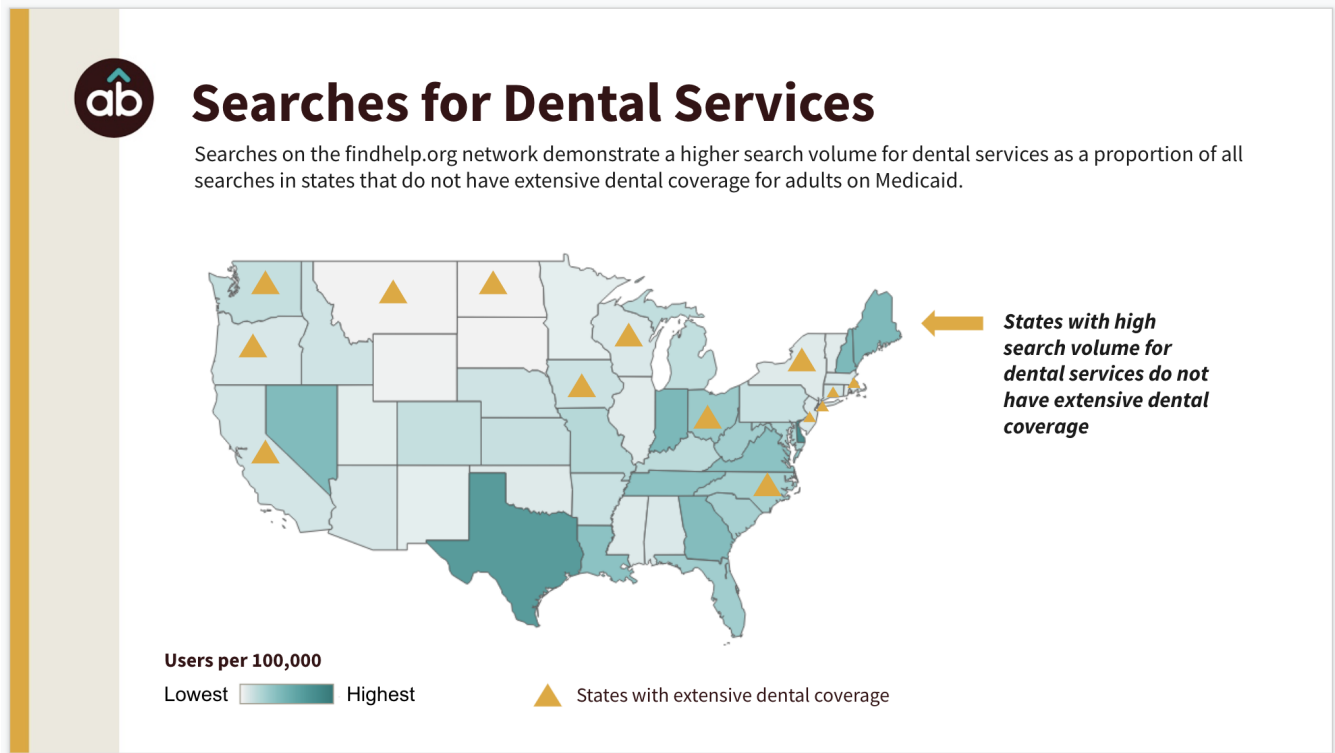 âb
Searches for Dental Services
Searches on the findhelp.org network demonstrate a higher search volume for dental services as a proportion of all
searches in states that do not have extensive dental coverage for adults on Medicaid.
States with high
search volume for
dental services do not
have extensive dental
coverage
Users per 100,000
Lowest Highest
States with extensive dental coverage